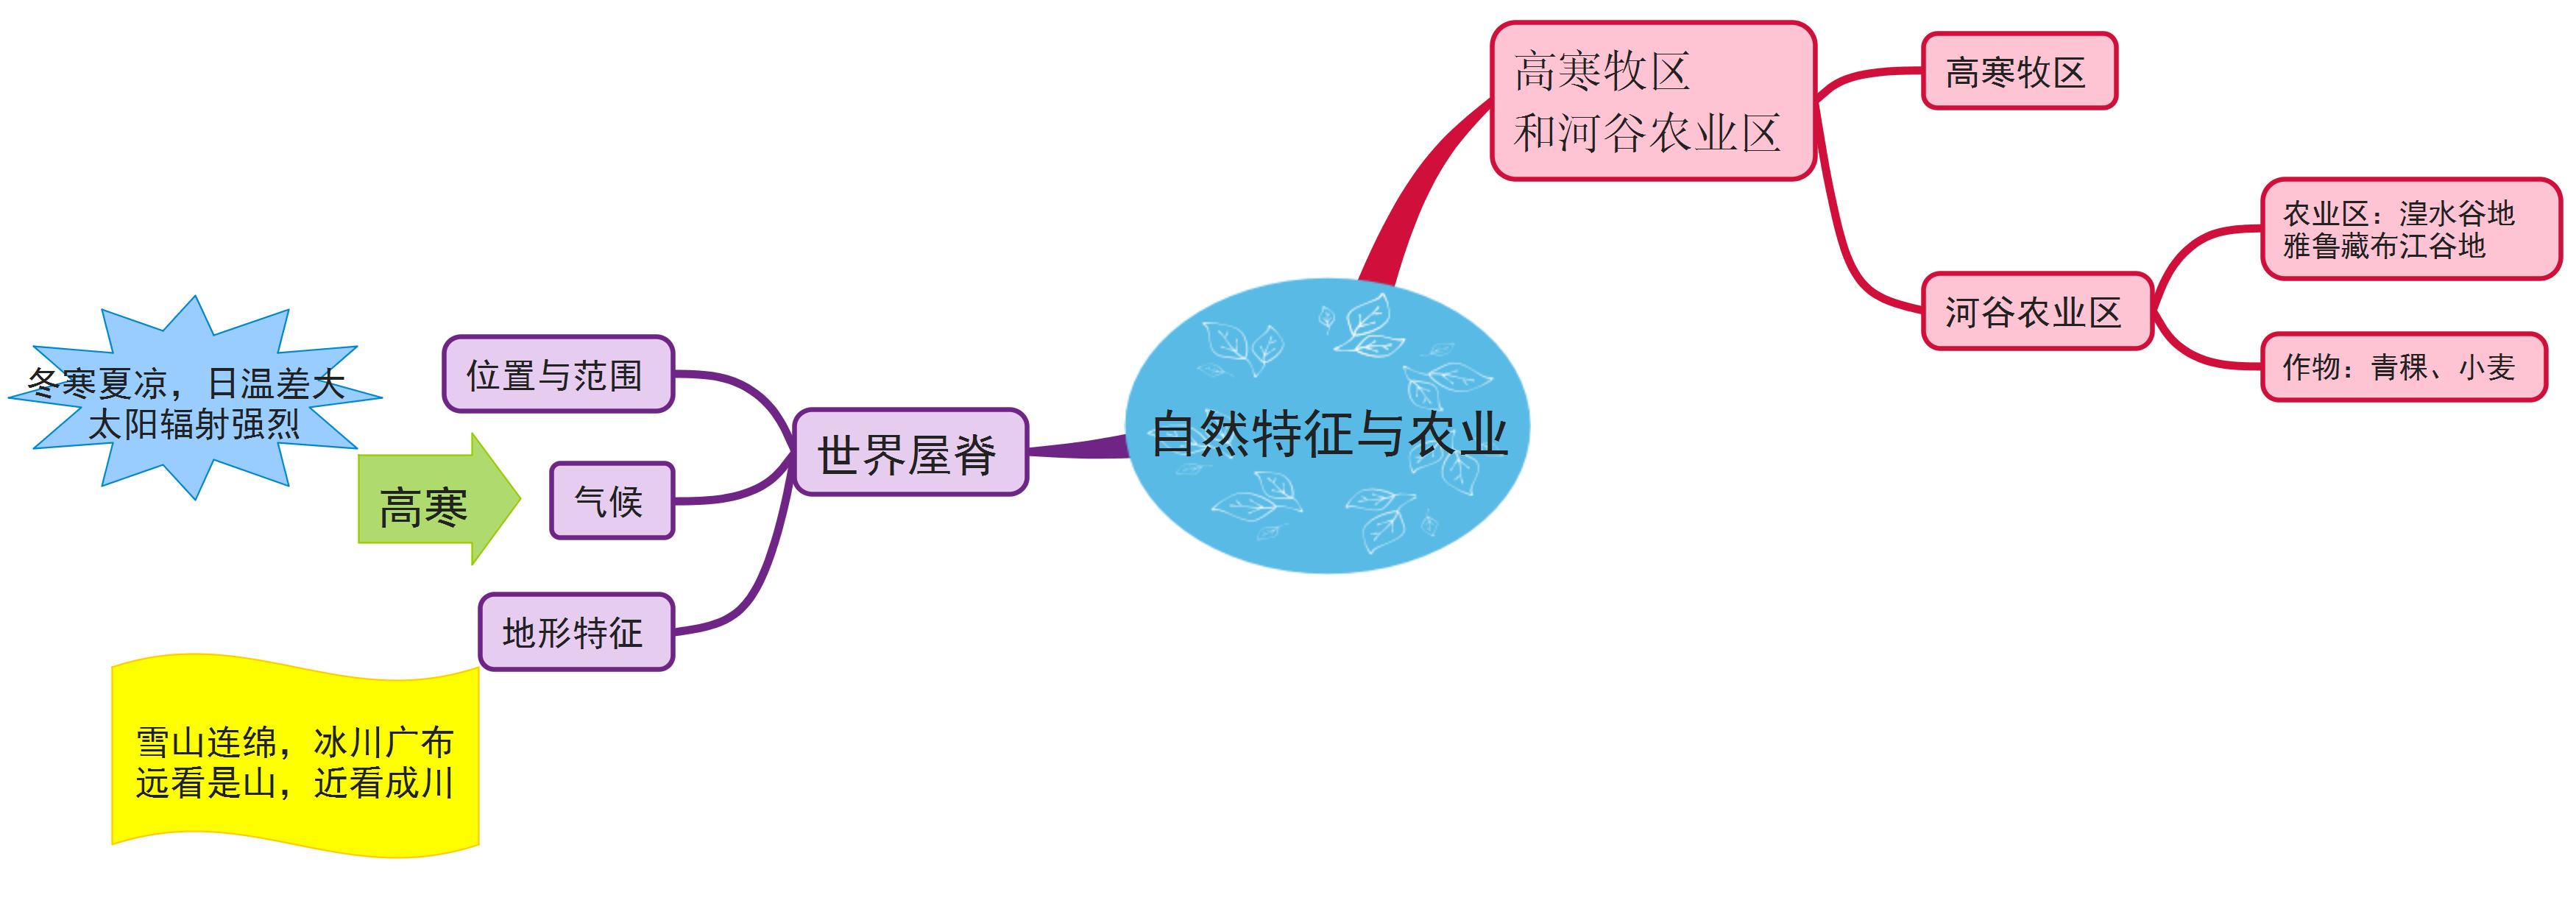 自然特征与农业
高寒牧区
和河谷农业区
高寒牧区
河谷农业区
农业区：湟水谷地
雅鲁藏布江谷地
作物：青稞、小麦
世界屋脊
位置与范围
气候
高寒
冬寒夏凉，日温差大
太阳辐射强烈
地形特征
雪山连绵，冰川广布
远看是山，近看成川